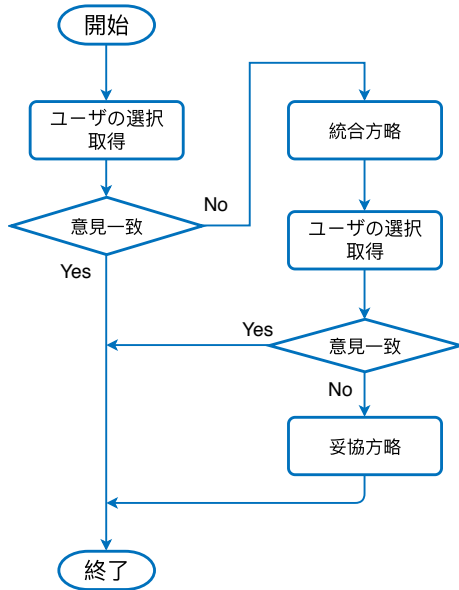 開始
ユーザの選択
取得
意見一致
No
Yes
統合方略
ユーザの選択
取得
意見一致
Yes
No
妥協方略
終了